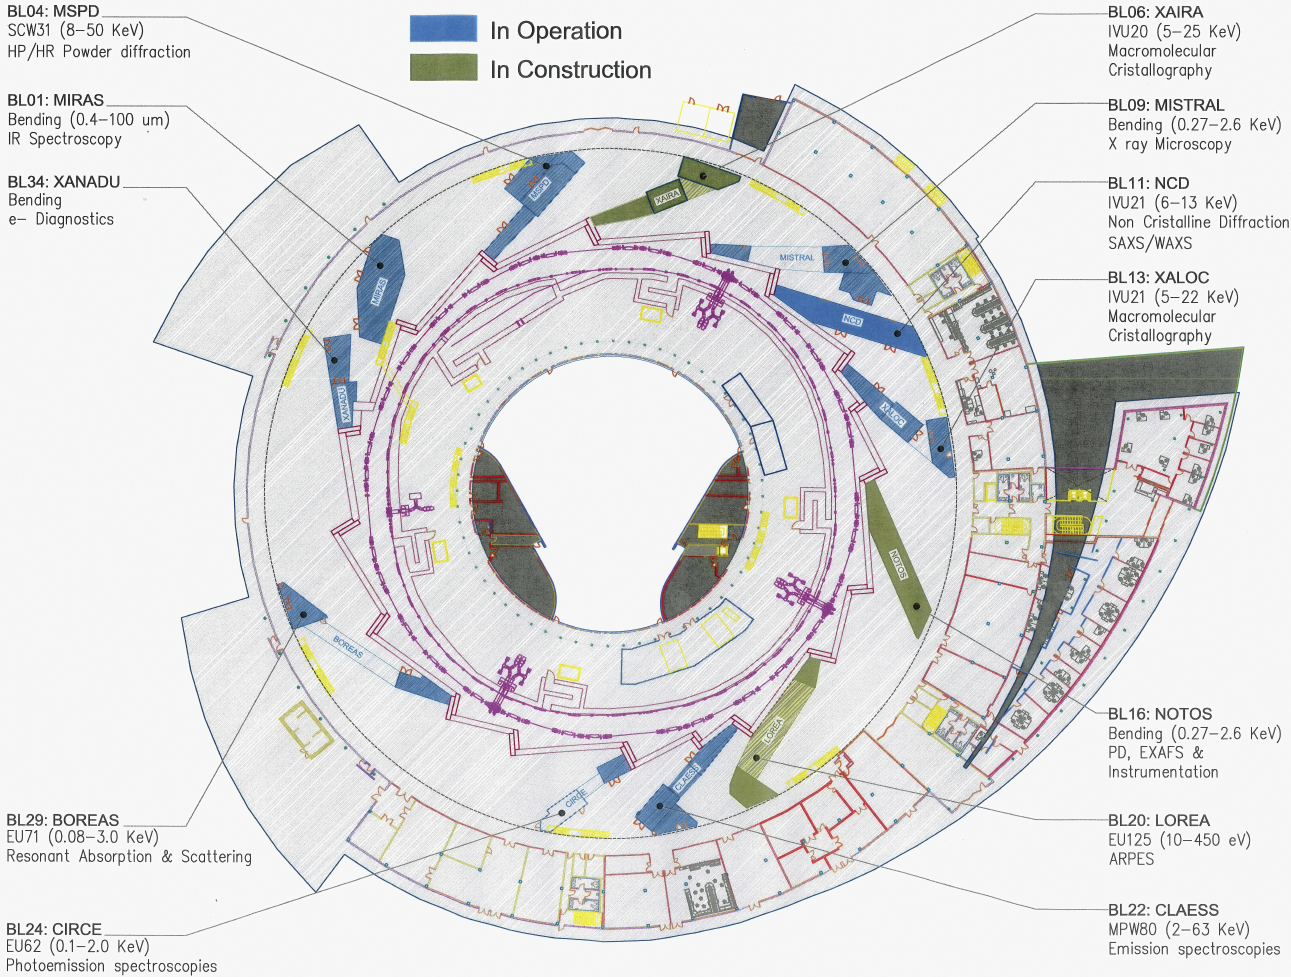 BL04: MSPD
SCW31 (8-50 KeV)
HP/HR Powder diffraction
BL01: MIRAS
Bending (0.4-100 um)
IR Spectroscopy
BL34: XANADU
Bending
e- Diagnostics
In Operation
In Construction
BL06: XAIRA
IVU20 (5-25 KeV)
Macromolecular
Cristallography
BL09: MISTRAL
Bending (0.27-2.6 KeV)
X ray Microscopy
BL11: NCD
IVU21 (6-13 KeV)
Non Cristalline Diffraction
SAXS/WAXS
BL13: XALOC
IVU21 (5-22 KeV)
Macromolecular
Cristallography
MSPD
XAIRA
MISTRAL
MIRAS
NCD
XANADU
XALOC
NOTOS
BOREAS
LOREA
CLAESS
CIRCE
BL29: BOREAS
EU71 (0.08-3.0 KeV)
Resonant Absorption & Scattering
BL24: CIRCE
EU62 (0.1-2.0 KeV)
Photoemission spectroscopies
BL16: NOTOS
Bending (0.27-2.6 KeV)
PD, EXAFS &
Instrumentation
BL20: LOREA
EU125 (10-450 eV)
ARPES
BL22: CLAESS
MPW80 (2-63 KeV)
Emission spectroscopies